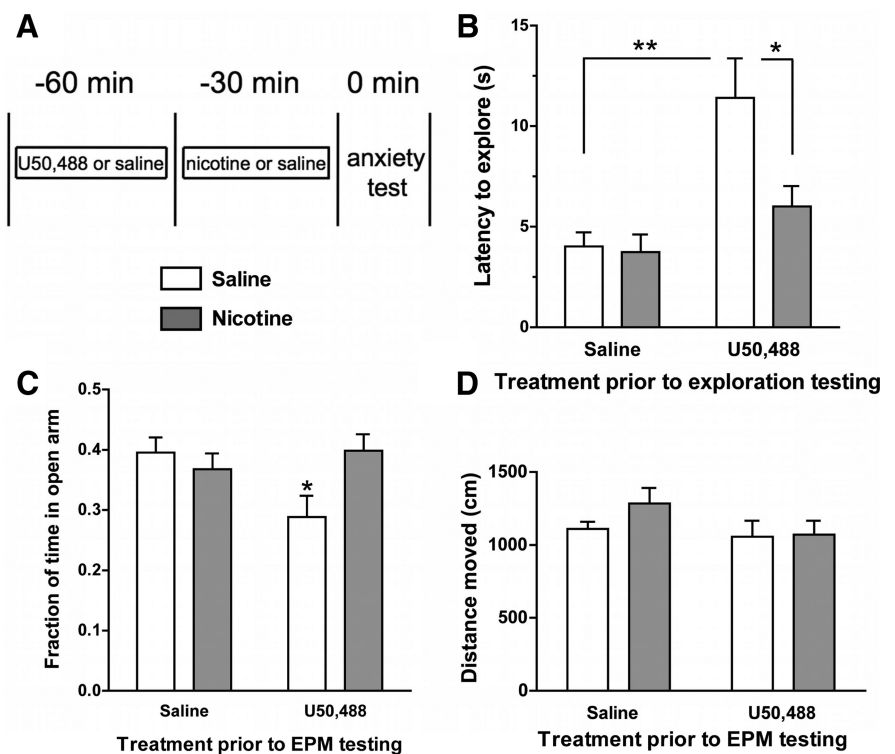 A
-60 min -30 min 0 min
U50,488 or saline nicotine or saline anxiety
test
Saline
Nicotine
B
Latency to explore (s)
15
10
5
0
** *
Saline U50,488
Treatment prior to exploration testing
C
Fraction of time in open arm
0.5
0.4
0.3
0.2
0.1
0.0
*
Saline U50,488
Treatment prior to EPM testing
D
Distance moved (cm)
1500
1000
500
0
Saline U50,488
Treatment prior to EPM testing